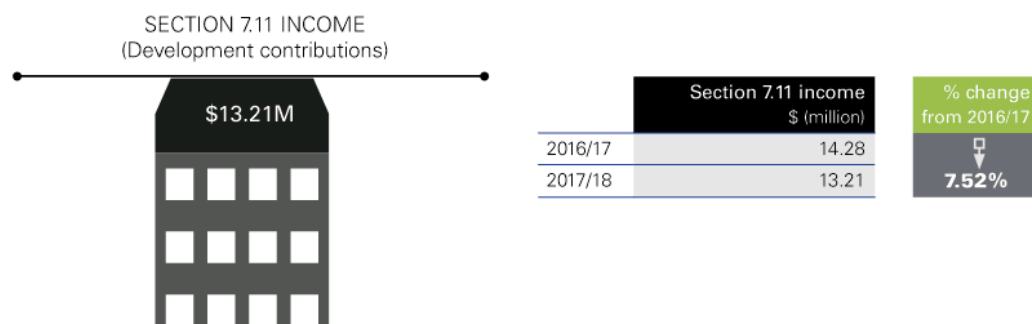 SECTION 7.11 INCOME
(Development contributions)
$13.21M
Section 7.11 income
$ (million)
% change
from 2016/17
2016/17 14.28
2017/18 13.21
7.52%